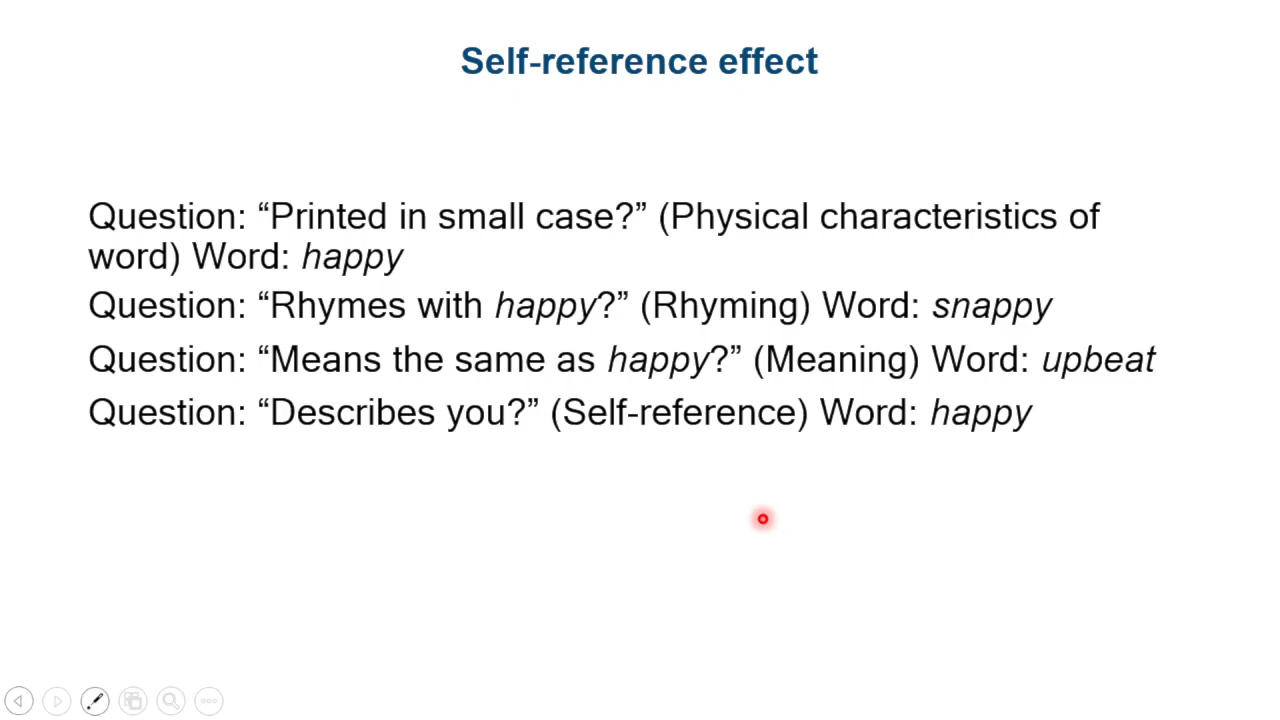 Self-reference effect
Question: “Printed in small case?” (Physical characteristics of
word) Word: happy
Question: “Rhymes with happy?” (Rhyming) Word: snappy
Question: “Means the same as happy?” (Meaning) Word: upbeat
Question: “Describes you?” (Self-reference) Word: happy